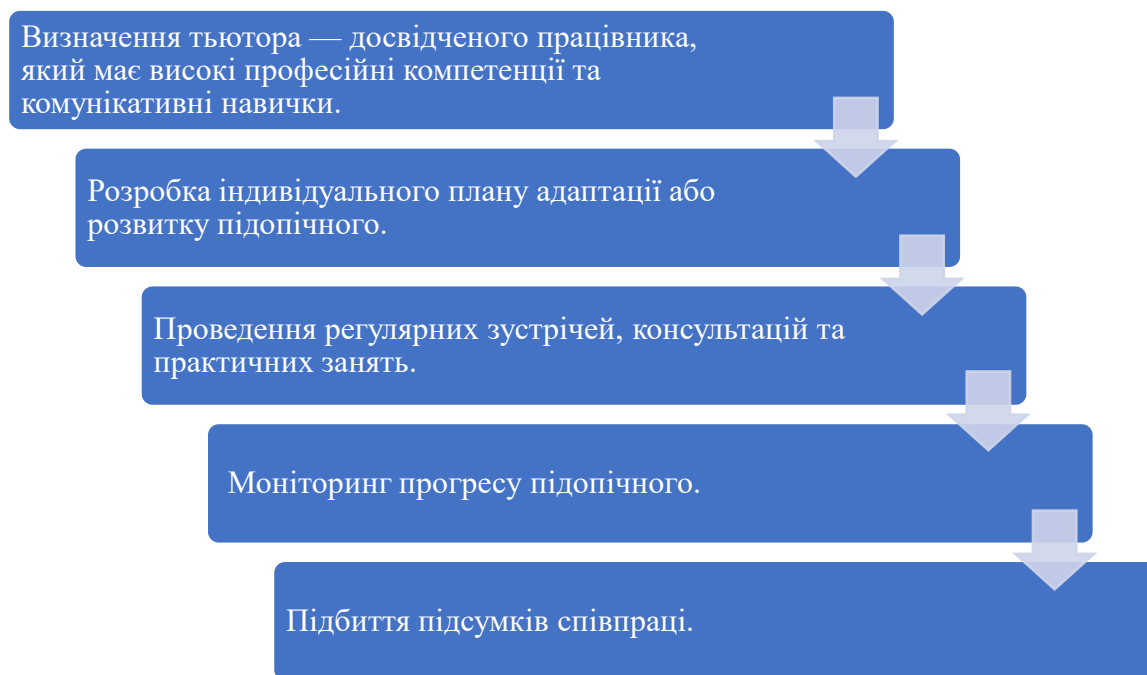 Визначення тьютора — досвідченого працівника,
який має високі професійні компетенції та
комунікативні навички.
Розробка індивідуального плану адаптації або
розвитку підопічного.
Проведення регулярних зустрічей, консультацій та
практичних занять.
Моніторинг прогресу підопічного.
Підбиття підсумків співпраці.